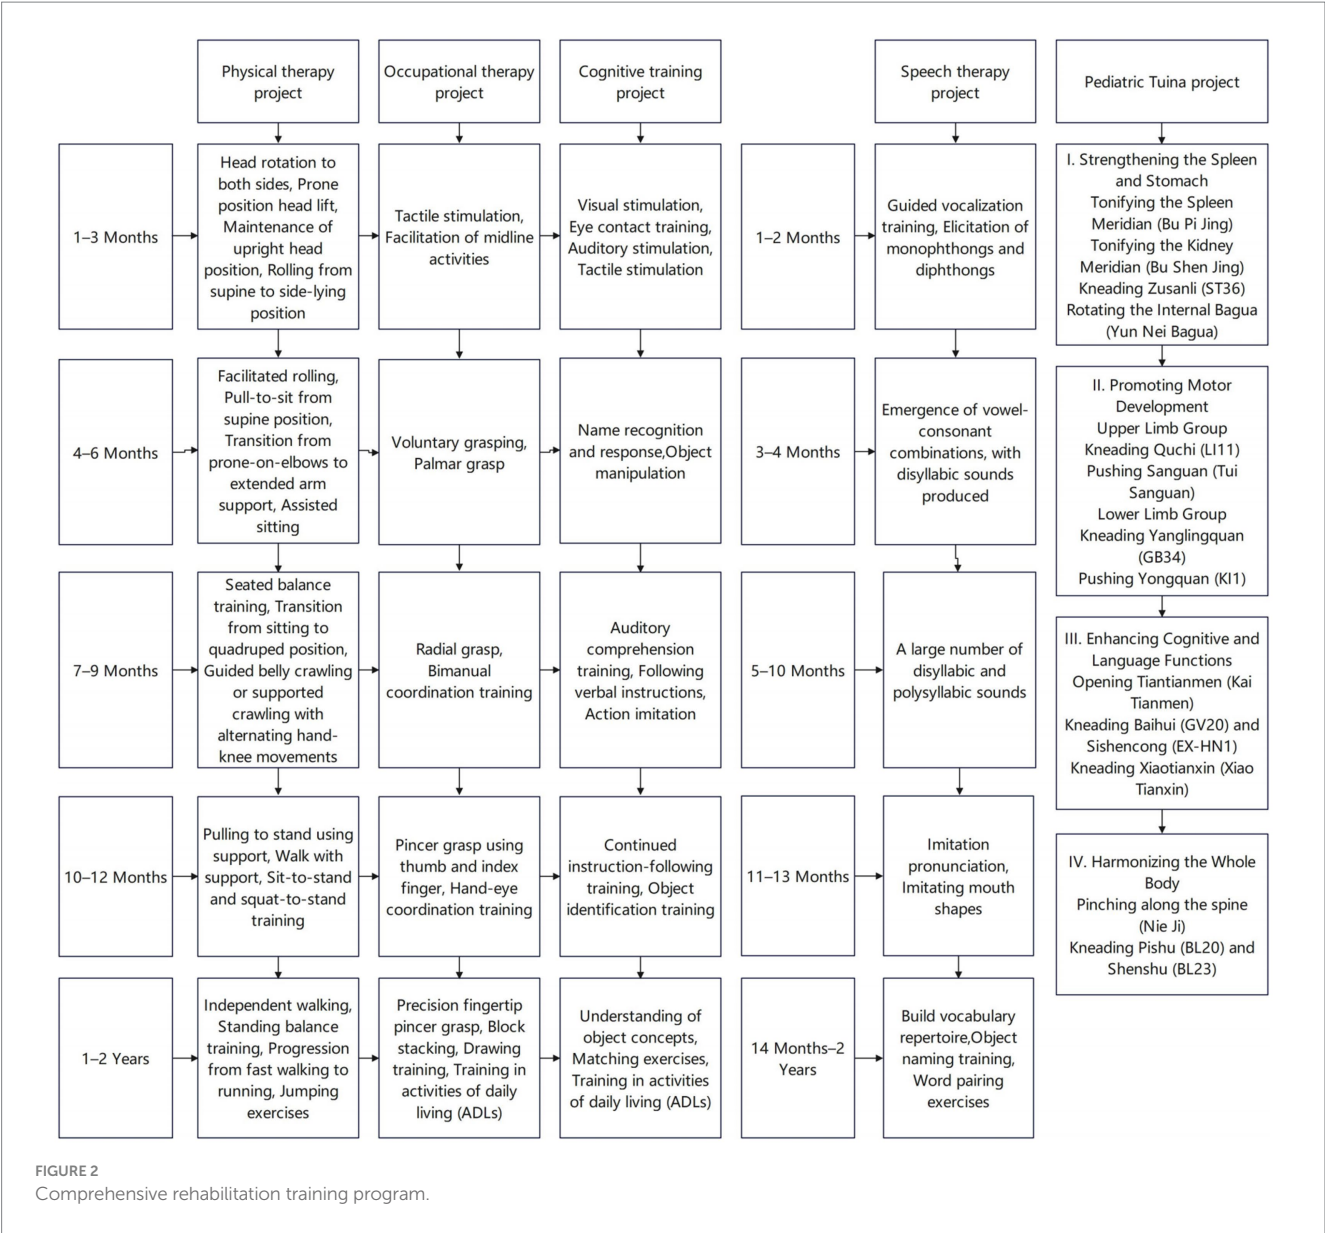 Physical therapy
project
Occupational therapy
project
Cognitive training
project
Speech therapy
project
Pediatric Tuina project
1–3 Months
Head rotation to
both sides, Prone
position head lift,
Maintenance of
upright head
position, Rolling from
supine to side-lying
position
Tactile stimulation,
Facilitation of midline
activities
Visual stimulation,
Eye contact training,
Auditory stimulation,
Tactile stimulation
1–2 Months
Guided vocalization
training, Elicitation of
monophthongs and
diphthongs
I. Strengthening the Spleen
and Stomach
Tonifying the Spleen
Meridian (Bu Pi Jing)
Tonifying the Kidney
Meridian (Bu Shen Jing)
Kneading Zusanli (ST36)
Rotating the Internal Bagua
(Yun Nei Bagua)
4–6 Months
Facilitated rolling,
Pull-to-sit from
supine position,
Transition from
prone-on-elbows to
extended arm
support, Assisted
sitting
Voluntary grasping,
Palmar grasp
Name recognition
and response,Object
manipulation
3–4 Months
Emergence of vowel-
consonant
combinations, with
disyllabic sounds
produced
II. Promoting Motor
Development
Upper Limb Group
Kneading Quchi (LI11)
Pushing Sanguan (Tui
Sanguan)
Lower Limb Group
Kneading Yanglingquan
(GB34)
Pushing Yongquan (KI1)
7–9 Months
Seated balance
training, Transition
from sitting to
quadruped position,
Guided belly crawling
or supported
crawling with
alternating hand-
knee movements
Radial grasp,
Bimanual
coordination training
Auditory
comprehension
training, Following
verbal instructions,
Action imitation
5–10 Months
A large number of
disyllabic and
polysyllabic sounds
III. Enhancing Cognitive and
Language Functions
Opening Tiantianmen (Kai
Tianmen)
Kneading Baihui (GV20) and
Sishencong (EX-HN1)
Kneading Xiaotianxin (Xiao
Tianxin)
10–12 Months
Pulling to stand using
support, Walk with
support, Sit-to-stand
and squat-to-stand
training
Pincer grasp using
thumb and index
finger, Hand-eye
coordination training
Continued
instruction-following
training, Object
identification training
11–13 Months
Imitation
pronunciation,
Imitating mouth
shapes
IV. Harmonizing the Whole
Body
Pinching along the spine
(Nie Ji)
Kneading Pishu (BL20) and
Shenshu (BL23)
1–2 Years
Independent walking,
Standing balance
training, Progression
from fast walking to
running, Jumping
exercises
Precision fingertip
pincer grasp, Block
stacking, Drawing
training, Training in
activities of daily
living (ADLs)
Understanding of
object concepts,
Matching exercises,
Training in activities
of daily living (ADLs)
14 Months–2
Years
Build vocabulary
repertoire,Object
naming training,
Word pairing
exercises
FIGURE 2
Comprehensive rehabilitation training program.